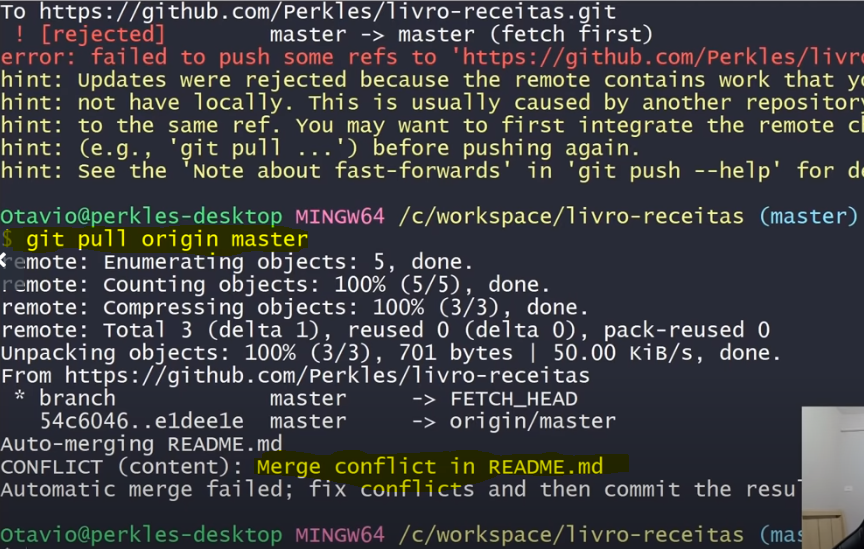 To https://github.com/Perkles/livro-receitas.git
! [rejected] master -> master (fetch first)
error: failed to push some refs to 'https://github.com/Perkles/livro
hint: Updates were rejected because the remote contains work that yo
hint: not have locally. This is usually caused by another repository
hint: to the same ref. You may want to first integrate the remote ch
hint: (e.g., 'git pull ...') before pushing again.
hint: See the 'Note about fast-forwards' in 'git push --help' for de
Otavio@perkles-desktop MINGW64 /c/workspace/livro-receitas (master)
$ git pull origin master
remote: Enumerating objects: 5, done.
remote: Counting objects: 100% (5/5), done.
remote: Compressing objects: 100% (3/3), done.
remote: Total 3 (delta 1), reused 0 (delta 0), pack-reused 0
Unpacking objects: 100% (3/3), 701 bytes | 50.00 KiB/s, done.
From https://github.com/Perkles/livro-receitas
* branch master -> FETCH_HEAD
54c6046..e1dee1e master -> origin/master
Auto-merging README.md
CONFLICT (content): Merge conflict in README.md
Automatic merge failed; fix conflicts and then commit the resul
Otavio@perkles-desktop MINGW64 /c/workspace/livro-receitas (mas